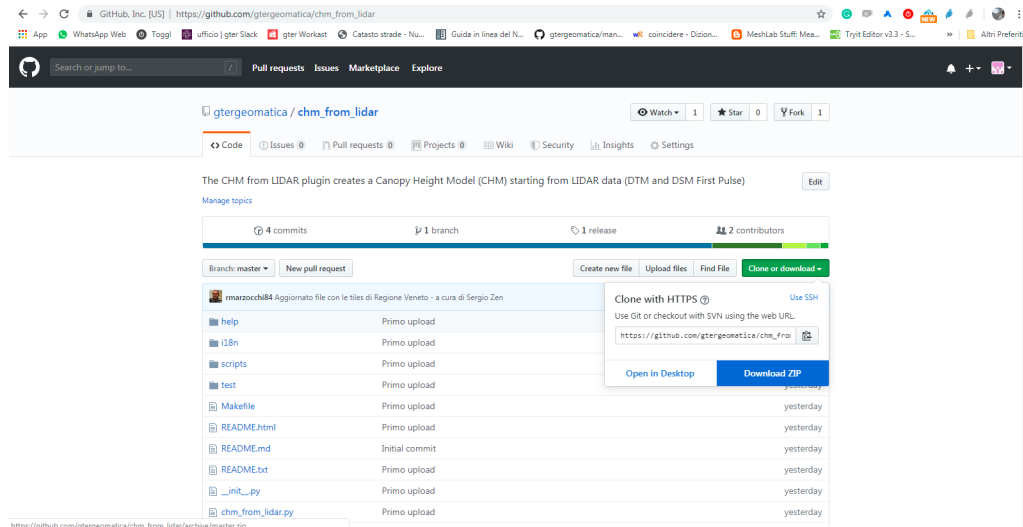 GitHub, Inc. [US] | https://github.com/gtergeomatica/chm_from_lidar
NEW
App WhatsApp Web Toggl ufficio | gter Slack gter Workast Catasto strade - Nu... Guida in linea del N... gtergeomatica/man... coincidere - Dizion... MeshLab Stuff: Mea... Tryit Editor v3.3 - S... » Altri Preferiti
Search or jump to... / Pull requests Issues Marketplace Explore
gtergeomatica / chm_from_lidar Watch 1 Star 0 Fork 1
Code Issues 0 Pull requests 0 Projects 0 Wiki Security Insights Settings
The CHM from LIDAR plugin creates a Canopy Height Model (CHM) starting from LIDAR data (DTM and DSM First Pulse) Edit
Manage topics
4 commits 1 branch 1 release 2 contributors
Branch: master New pull request Create new file Upload files Find File Clone or download
rmarzocchi84 Aggiornato file con le tiles di Regione Veneto - a cura di Sergio Zen
Clone with HTTPS Use SSH
Use Git or checkout with SVN using the web URL.
https://github.com/gtergeomatica/chm_fro
Open in Desktop Download ZIP
help Primo upload
i18n Primo upload
scripts Primo upload
test Primo upload yesterday
Makefile Primo upload yesterday
README.html Primo upload yesterday
README.md Initial commit yesterday
README.txt Primo upload yesterday
__init__.py Primo upload yesterday
chm_from_lidar.py Primo upload yesterday
https://github.com/gtergeomatica/chm_from_lidar/archive/master.zip